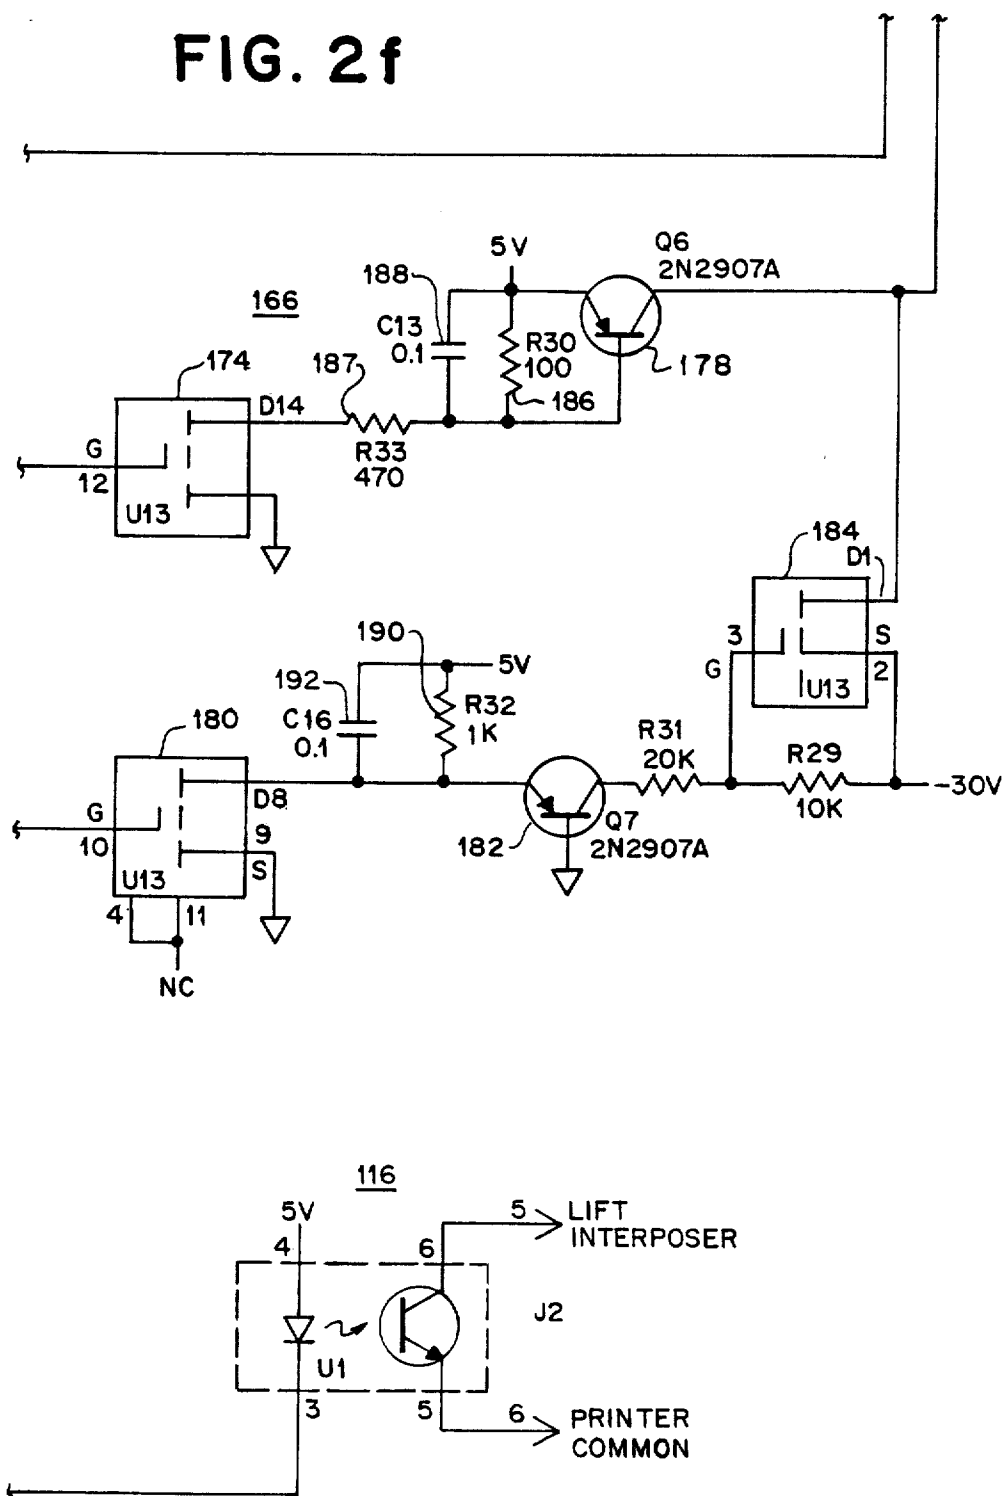 FIG. 2f
5V
Q6
2N2907A
188
166
C13
0.1
R30
100
174
187
178
186
D14
G
12
R33
470
U13
184
D1
190
3
S
5V
G
2
192
R32
1K
U13
C16
0.1
180
R31
20K
R29
10K
-30V
D8
G
10
9
S
182
Q7
2N2907A
U13
4
11
NC
116
5V
4
6
5
LIFT
INTERPOSER
J2
U1
3
5
6
PRINTER
COMMON